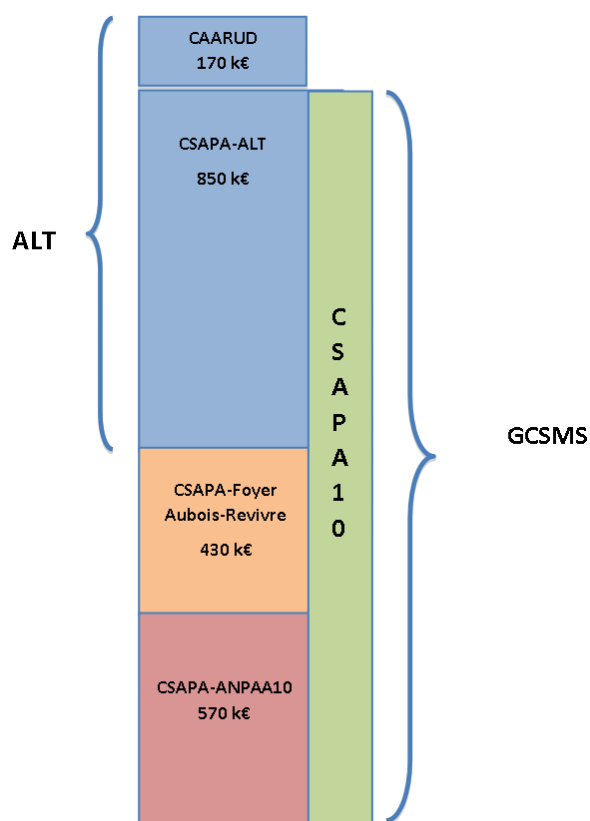 CAARUD
170 k€
CSAPA-ALT
850 k€
ALT
C
S
A
P
A
1
0
GCSMS
CSAPA-Foyer
Aubois-Revivre
430 k€
CSAPA-ANPAA10
570 k€